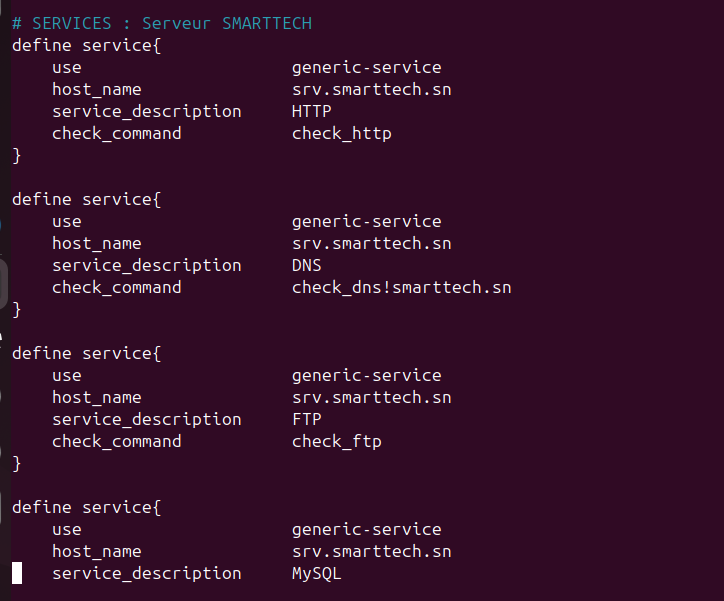 # SERVICES : Serveur SMARTTECH
define service{
    use                     generic-service
    host_name               srv.smarttech.sn
    service_description     HTTP
    check_command           check_http
}

define service{
    use                     generic-service
    host_name               srv.smarttech.sn
    service_description     DNS
    check_command           check_dns!smarttech.sn
}

define service{
    use                     generic-service
    host_name               srv.smarttech.sn
    service_description     FTP
    check_command           check_ftp
}

define service{
    use                     generic-service
    host_name               srv.smarttech.sn
    service_description     MySQL